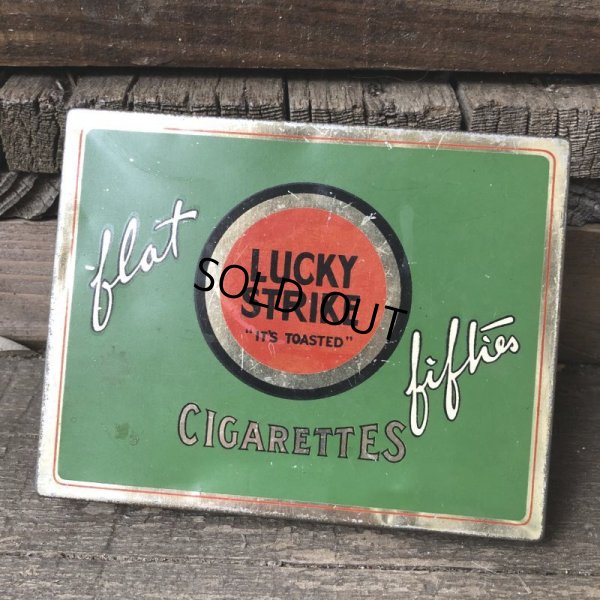 flat
LUCKY
STRIKE
"IT'S TOASTED"
SOLD OUT
fifties
CIGARETTES